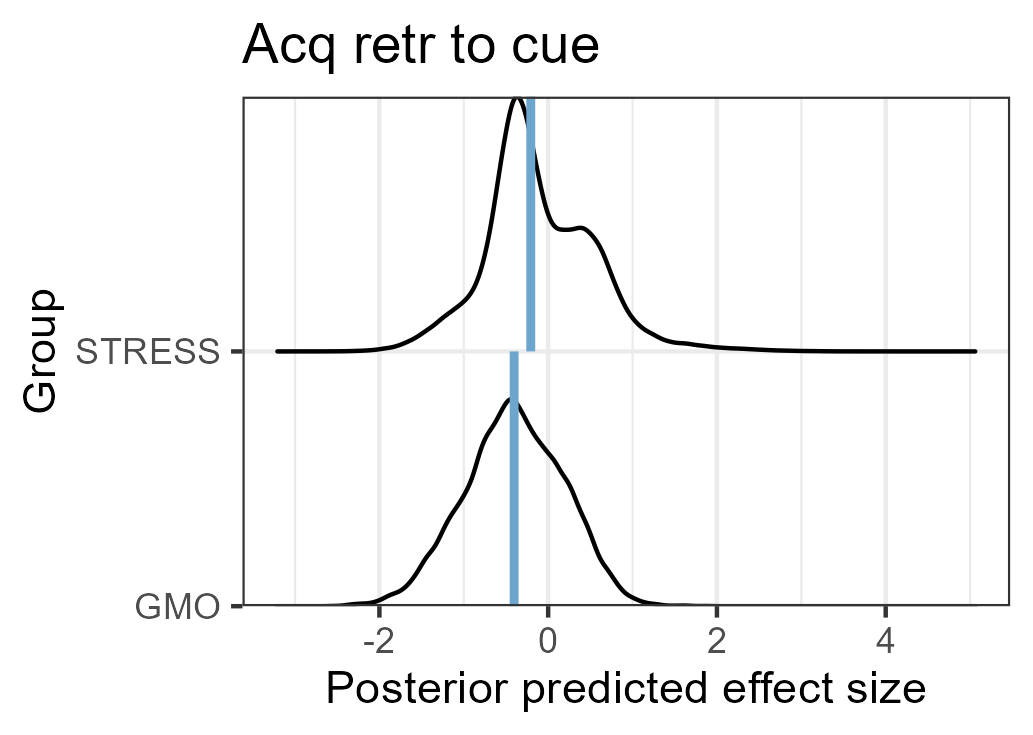 Acq retr to cue
Group
STRESS
GMO
-2 0 2 4
Posterior predicted effect size